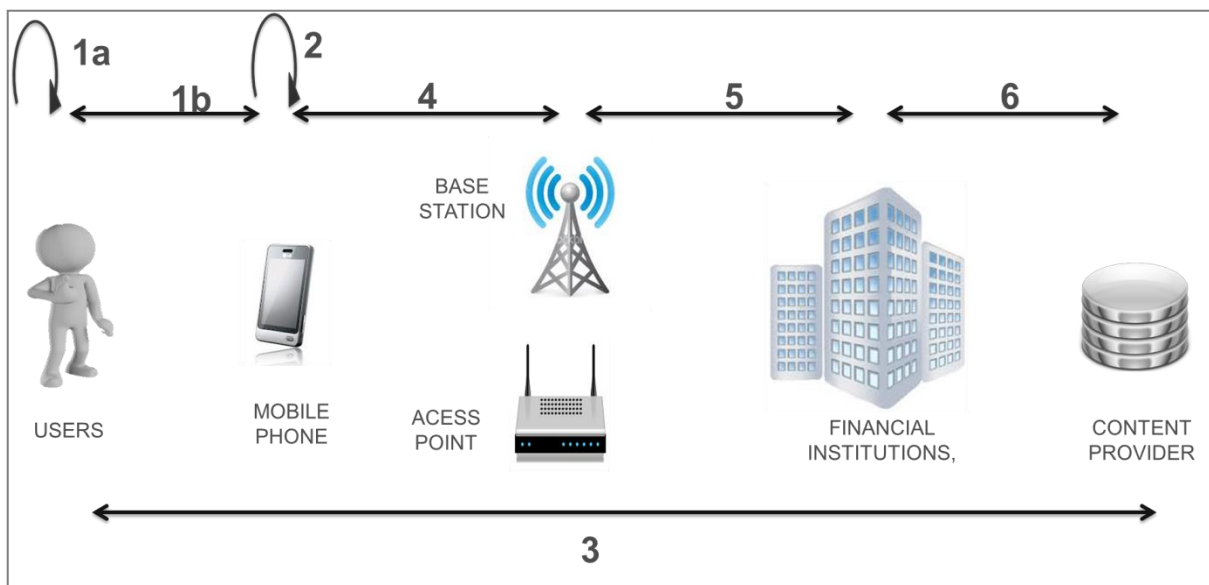 1a
2
1b
4
5
6
BASE
STATION
USERS
MOBILE
PHONE
ACESS
POINT
FINANCIAL
INSTITUTIONS,
CONTENT
PROVIDER
3